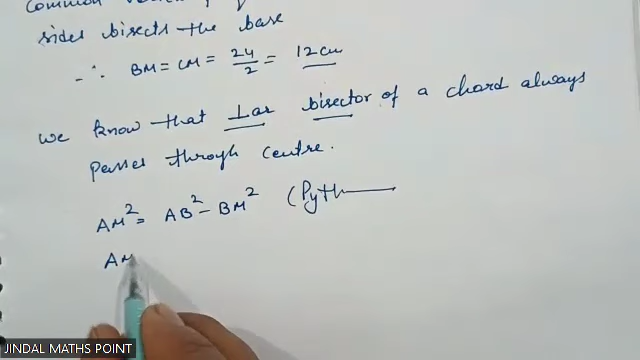 common
sides bisects the base
∴ BM = CM = 24/2 = 12 cm
we know that ⊥ar bisector of a chord always
passes through centre.
AM² = AB² - BM² (Pyth
AM
JINDAL MATHS POINT